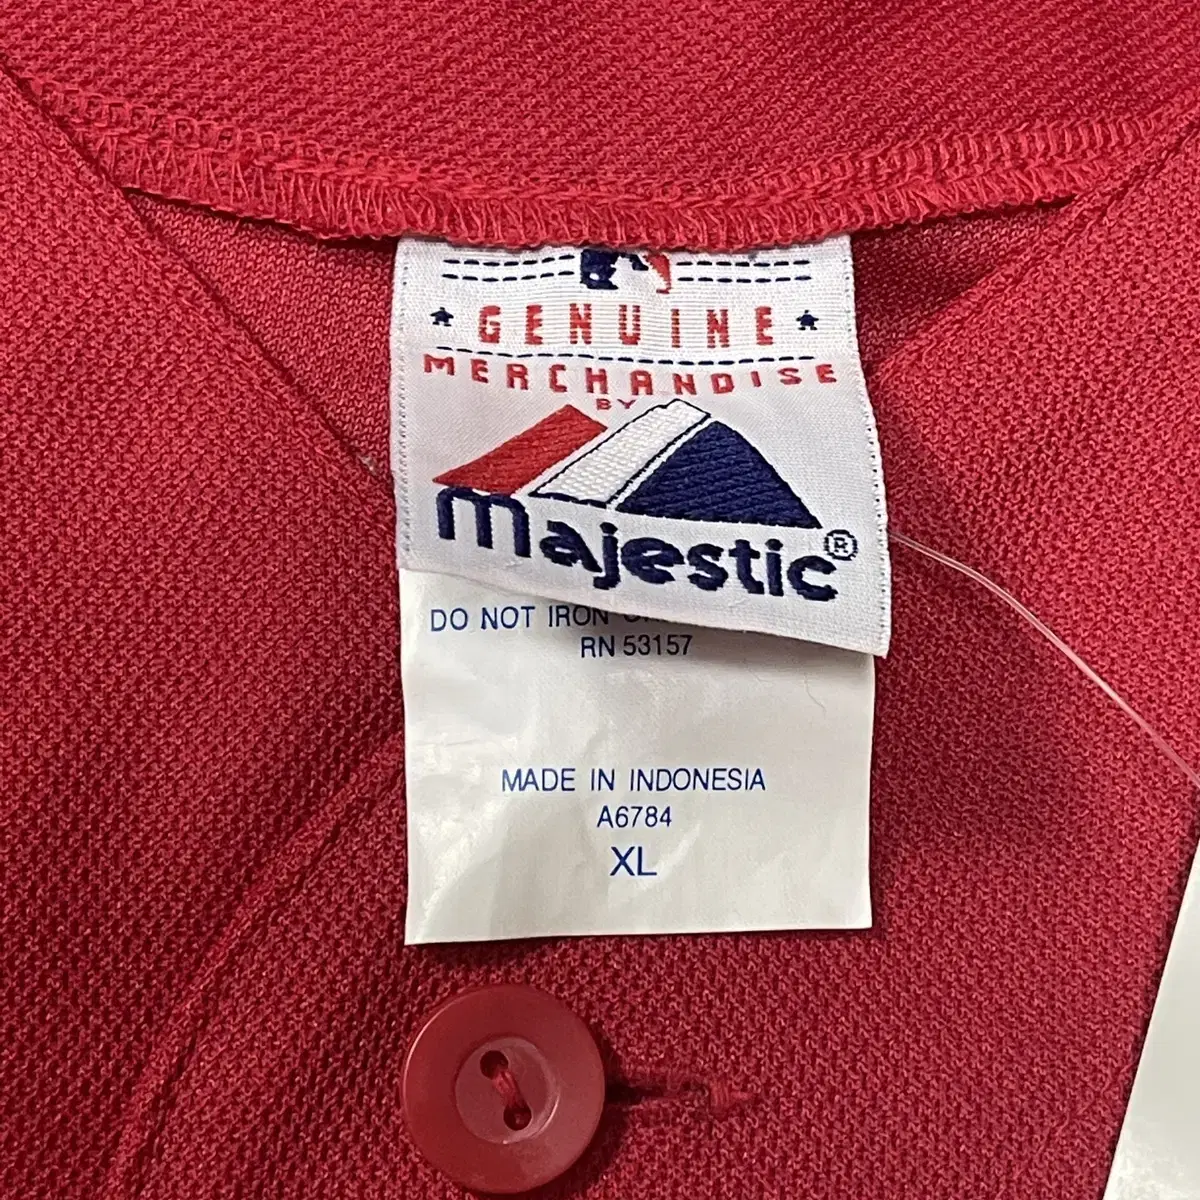 GENUINE
MERCHANDISE
BY
majestic®
DO NOT IRON
RN 53157
MADE IN INDONESIA
A6784
XL